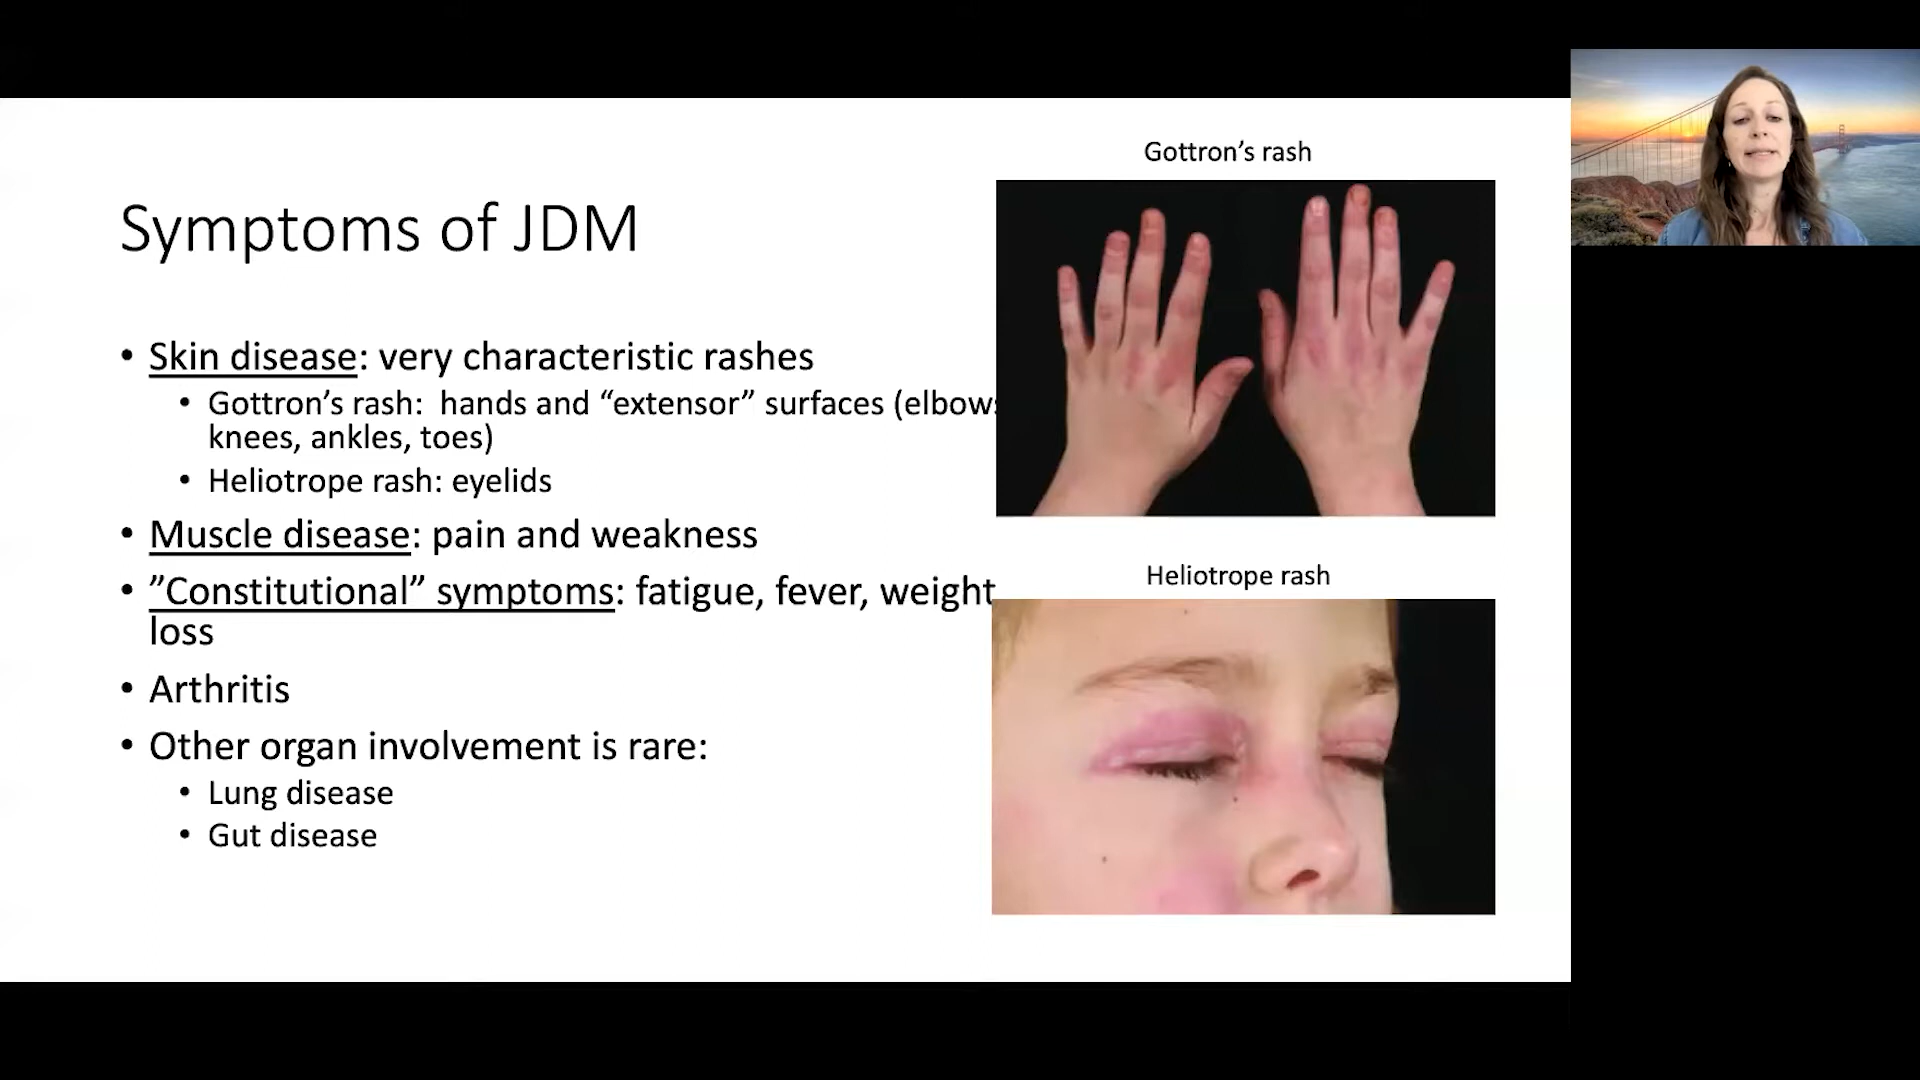 Symptoms of JDM
• Skin disease: very characteristic rashes
• Gottron’s rash:  hands and “extensor” surfaces (elbows
knees, ankles, toes)
• Heliotrope rash: eyelids
• Muscle disease: pain and weakness
• ”Constitutional” symptoms: fatigue, fever, weight
loss
• Arthritis
• Other organ involvement is rare:
• Lung disease
• Gut disease
Gottron’s rash
Heliotrope rash